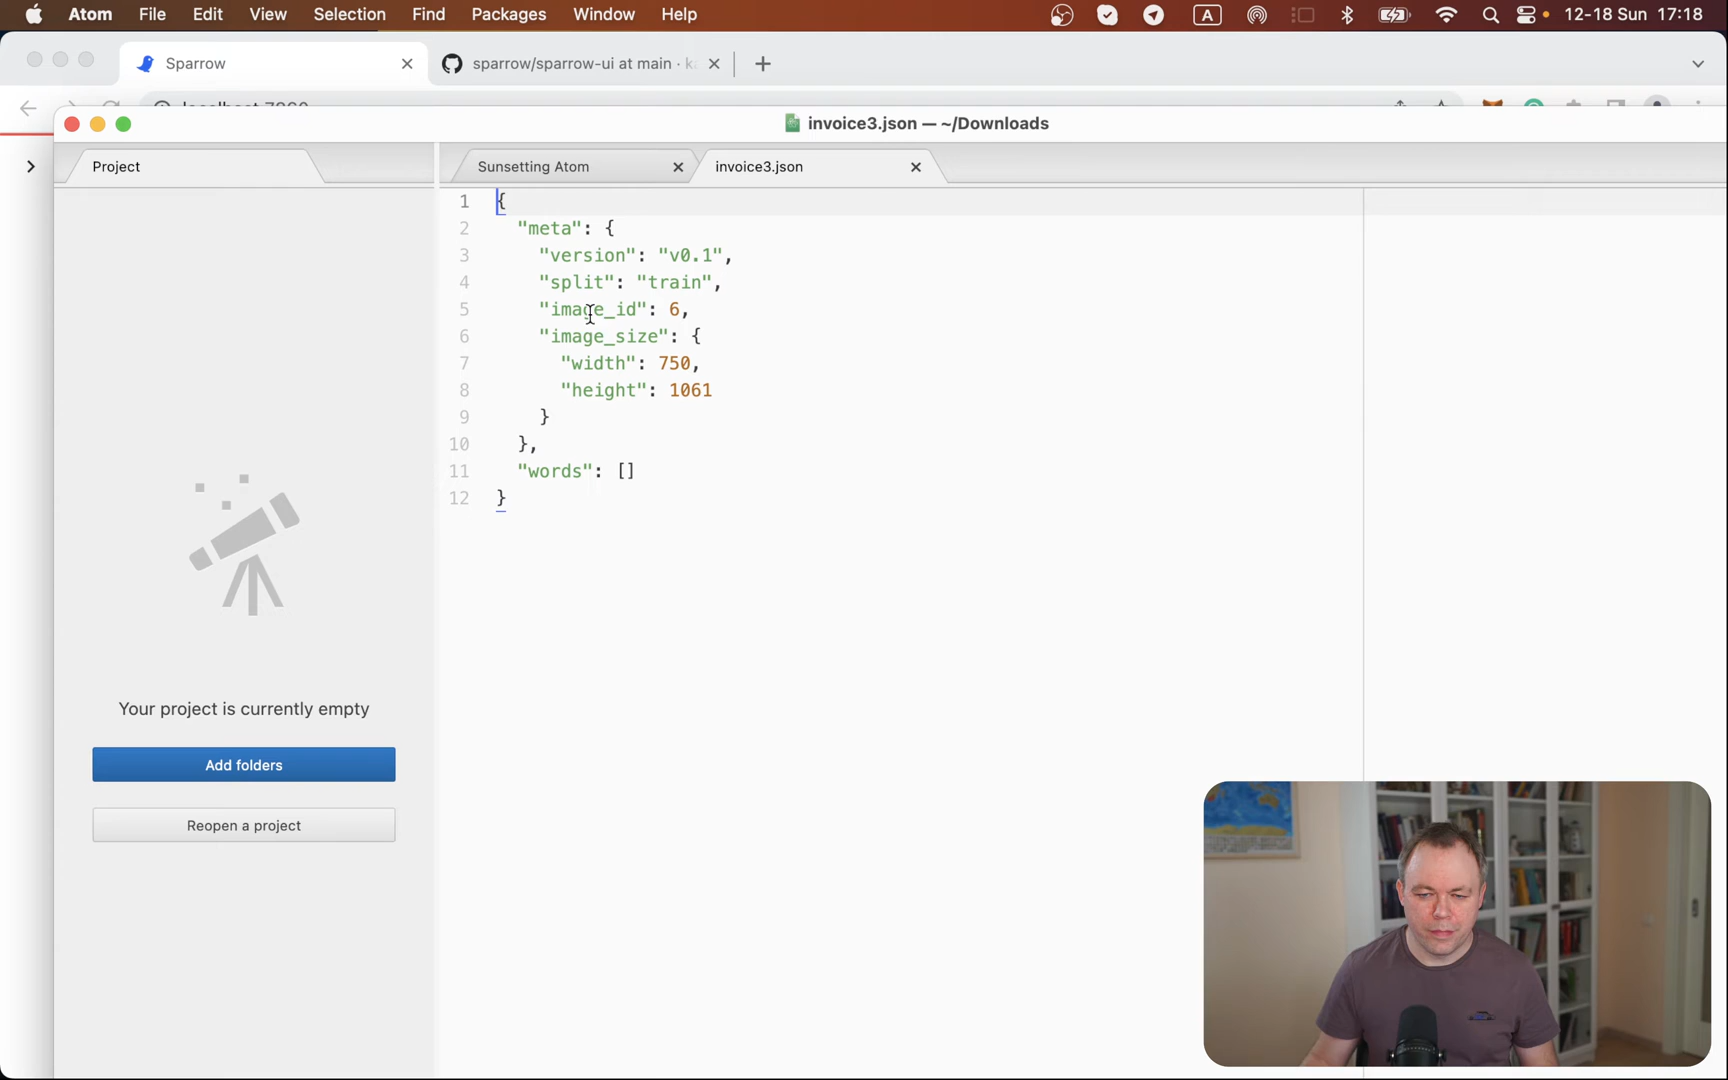 Atom File Edit View Selection Find Packages Window Help A 12-18 Sun 17:18
Sparrow sparrow/sparrow-ui at main · ka
localhost:7860
invoice3.json — ~/Downloads
Project Sunsetting Atom invoice3.json
1 {
2 "meta": {
3 "version": "v0.1",
4 "split": "train",
5 "image_id": 6,
6 "image_size": {
7 "width": 750,
8 "height": 1061
9 }
10 },
11 "words": []
12 }
Your project is currently empty
Add folders
Reopen a project